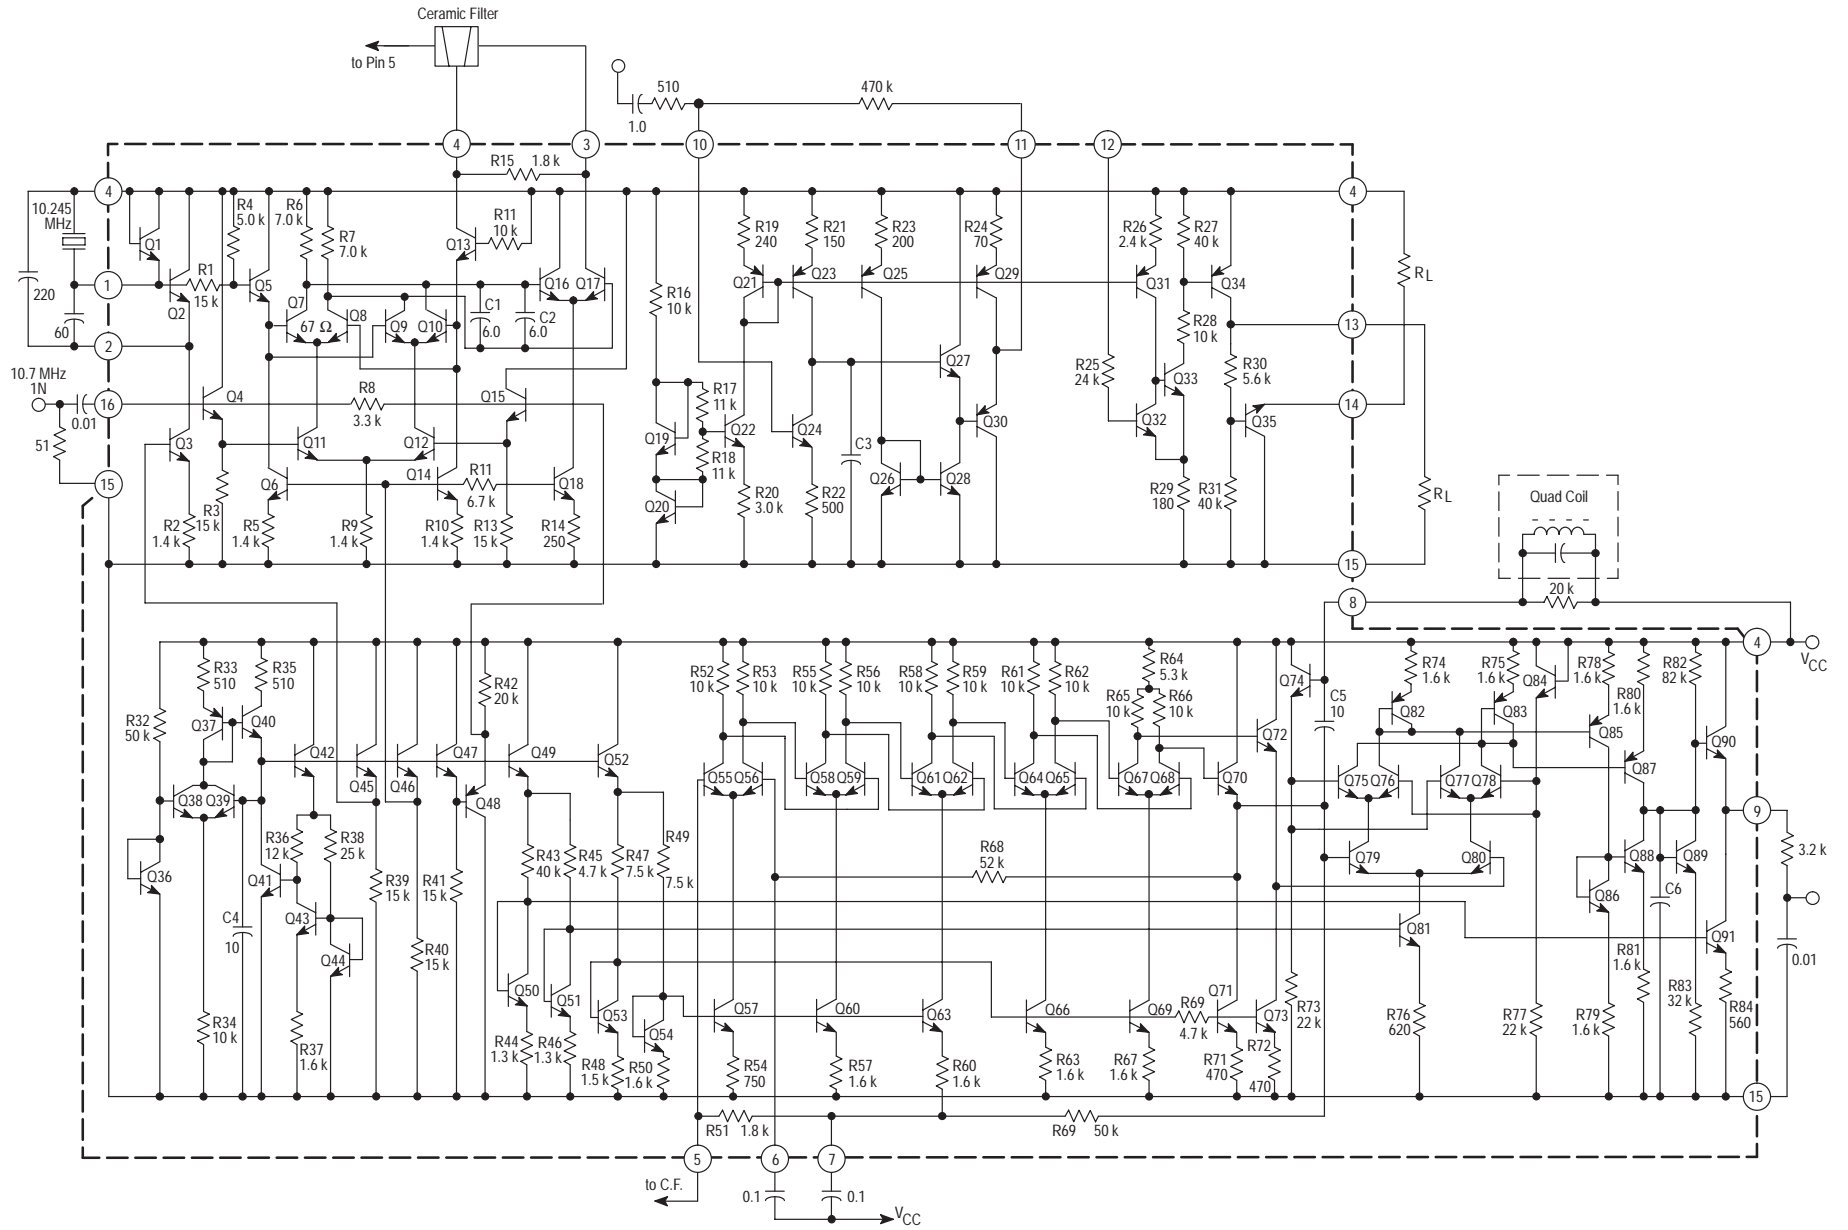 Ceramic Filter
to Pin 5
510
470 k
1.0
4
3
10
11
12
R15 1.8 k
4
4
10.245
MHz
R4
5.0 k
R6
7.0 k
R7
7.0 k
R11
10 k
Q13
Q1
R19
240
R21
150
R23
200
R24
70
R26
2.4 k
R27
40 k
220
1
R1
15 k
Q2
Q5
Q7
Q16
Q17
R16
10 k
Q21
Q23
Q25
Q29
Q31
Q34
RL
60
67 Ω
Q8
Q9
Q10
C1
6.0
C2
6.0
R28
10 k
13
2
10.7 MHz
1N
16
0.01
51
Q4
R8
3.3 k
Q15
R17
11 k
Q27
R25
24 k
Q33
R30
5.6 k
14
Q3
Q11
Q12
Q19
Q22
Q24
C3
Q30
Q32
Q35
R18
11 k
15
Q6
Q14
R11
6.7 k
Q18
Q20
Q26
Q28
R29
180
R31
40 k
RL
Quad Coil
R2
1.4 k
R3
15 k
R5
1.4 k
R9
1.4 k
R10
1.4 k
R13
15 k
R14
250
R20
3.0 k
R22
500
15
8
20 k
4
VCC
R33
510
R35
510
R42
20 k
R52
10 k
R53
10 k
R55
10 k
R56
10 k
R58
10 k
R59
10 k
R61
10 k
R62
10 k
R64
5.3 k
R65
10 k
R66
10 k
Q74
C5
10
R74
1.6 k
R75
1.6 k
Q84
R78
1.6 k
R80
1.6 k
R82
82 k
R32
50 k
Q37
Q40
Q42
Q45
Q46
Q47
Q49
Q52
Q72
Q82
Q83
Q85
Q90
Q38
Q39
Q48
Q55
Q56
Q58
Q59
Q61
Q62
Q64
Q65
Q67
Q68
Q70
Q75
Q76
Q77
Q78
Q87
9
R36
12 k
R38
25 k
R43
40 k
R45
4.7 k
R47
7.5 k
R49
7.5 k
R68
52 k
Q79
Q80
Q88
Q89
3.2 k
Q36
Q41
R39
15 k
R41
15 k
Q86
C6
C4
10
Q43
Q44
R40
15 k
Q81
Q91
0.01
Q50
Q51
Q53
Q54
Q57
Q60
Q63
Q66
Q69
R69
4.7 k
Q71
Q73
R73
22 k
R81
1.6 k
R83
32 k
R84
560
R34
10 k
R37
1.6 k
R44
1.3 k
R46
1.3 k
R48
1.5 k
R50
1.6 k
R54
750
R57
1.6 k
R60
1.6 k
R63
1.6 k
R67
1.6 k
R71
470
R72
470
R76
620
R77
22 k
R79
1.6 k
15
R51 1.8 k
R69 50 k
5
6
7
to C.F.
0.1
0.1
VCC